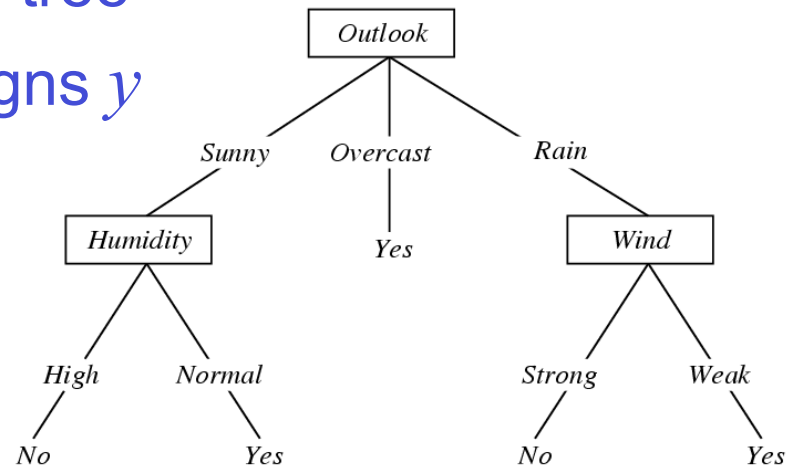 tree
gns y
Outlook
Sunny Overcast Rain
Humidity Yes Wind
High Normal Strong Weak
No Yes No Yes